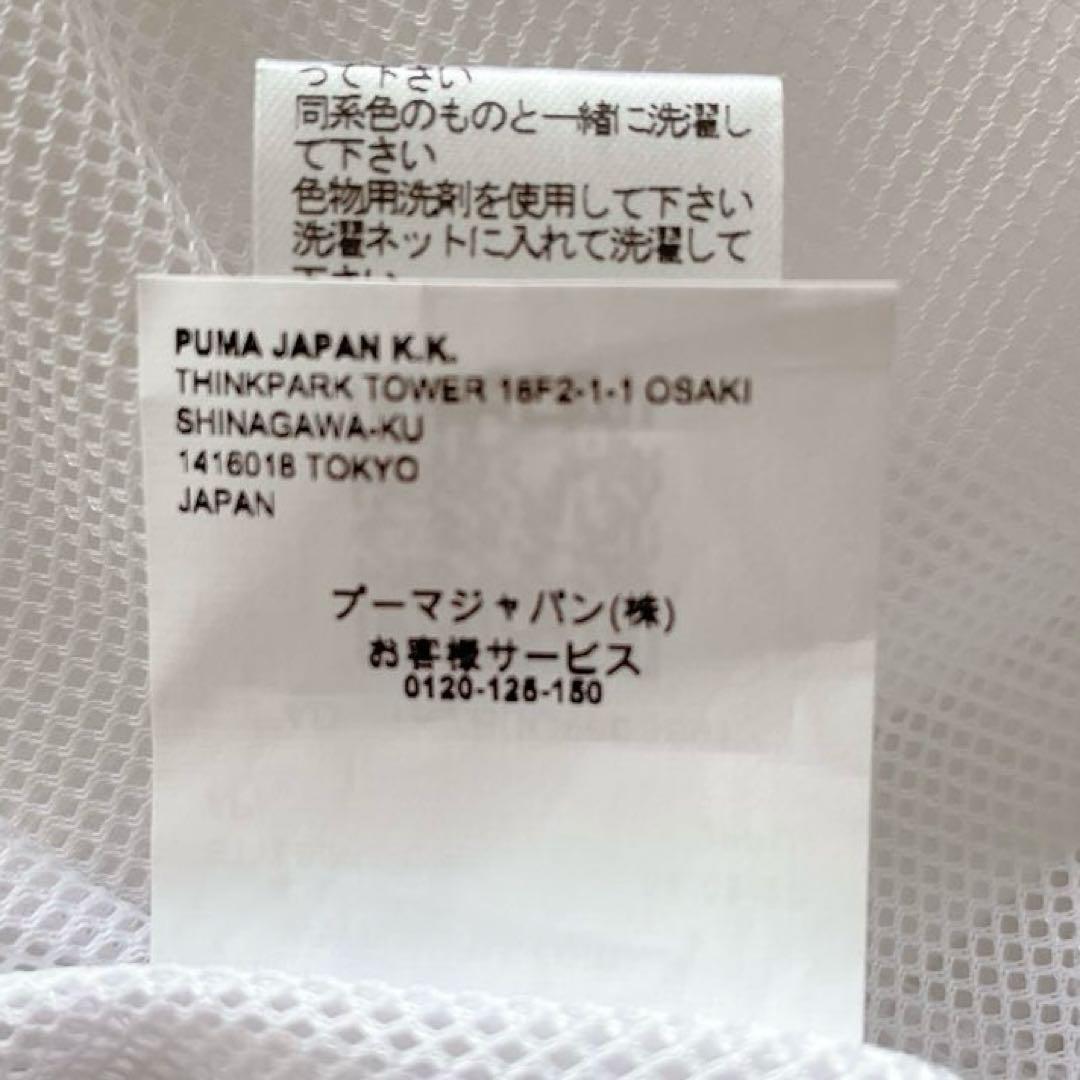 って下さい
同系色のものと一緒に洗濯し
て下さい
色物用洗剤を使用して下さい
洗濯ネットに入れて洗濯して
下さい
PUMA JAPAN K.K.
THINKPARK TOWER 16F2-1-1 OSAKI
SHINAGAWA-KU
1416018 TOKYO
JAPAN
プーマジャパン(株)
お客様サービス
0120-125-150